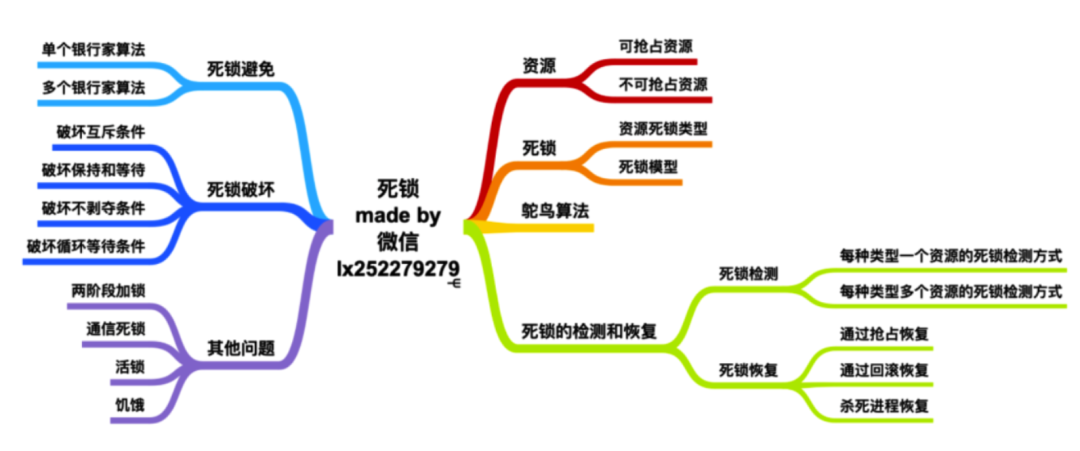 死锁
made by
微信
lx252279279
死锁避免
单个银行家算法
多个银行家算法
死锁破坏
破坏互斥条件
破坏保持和等待
破坏不剥夺条件
破坏循环等待条件
其他问题
两阶段加锁
通信死锁
活锁
饥饿
资源
可抢占资源
不可抢占资源
死锁
资源死锁类型
死锁模型
鸵鸟算法
死锁的检测和恢复
死锁检测
每种类型一个资源的死锁检测方式
每种类型多个资源的死锁检测方式
死锁恢复
通过抢占恢复
通过回滚恢复
杀死进程恢复